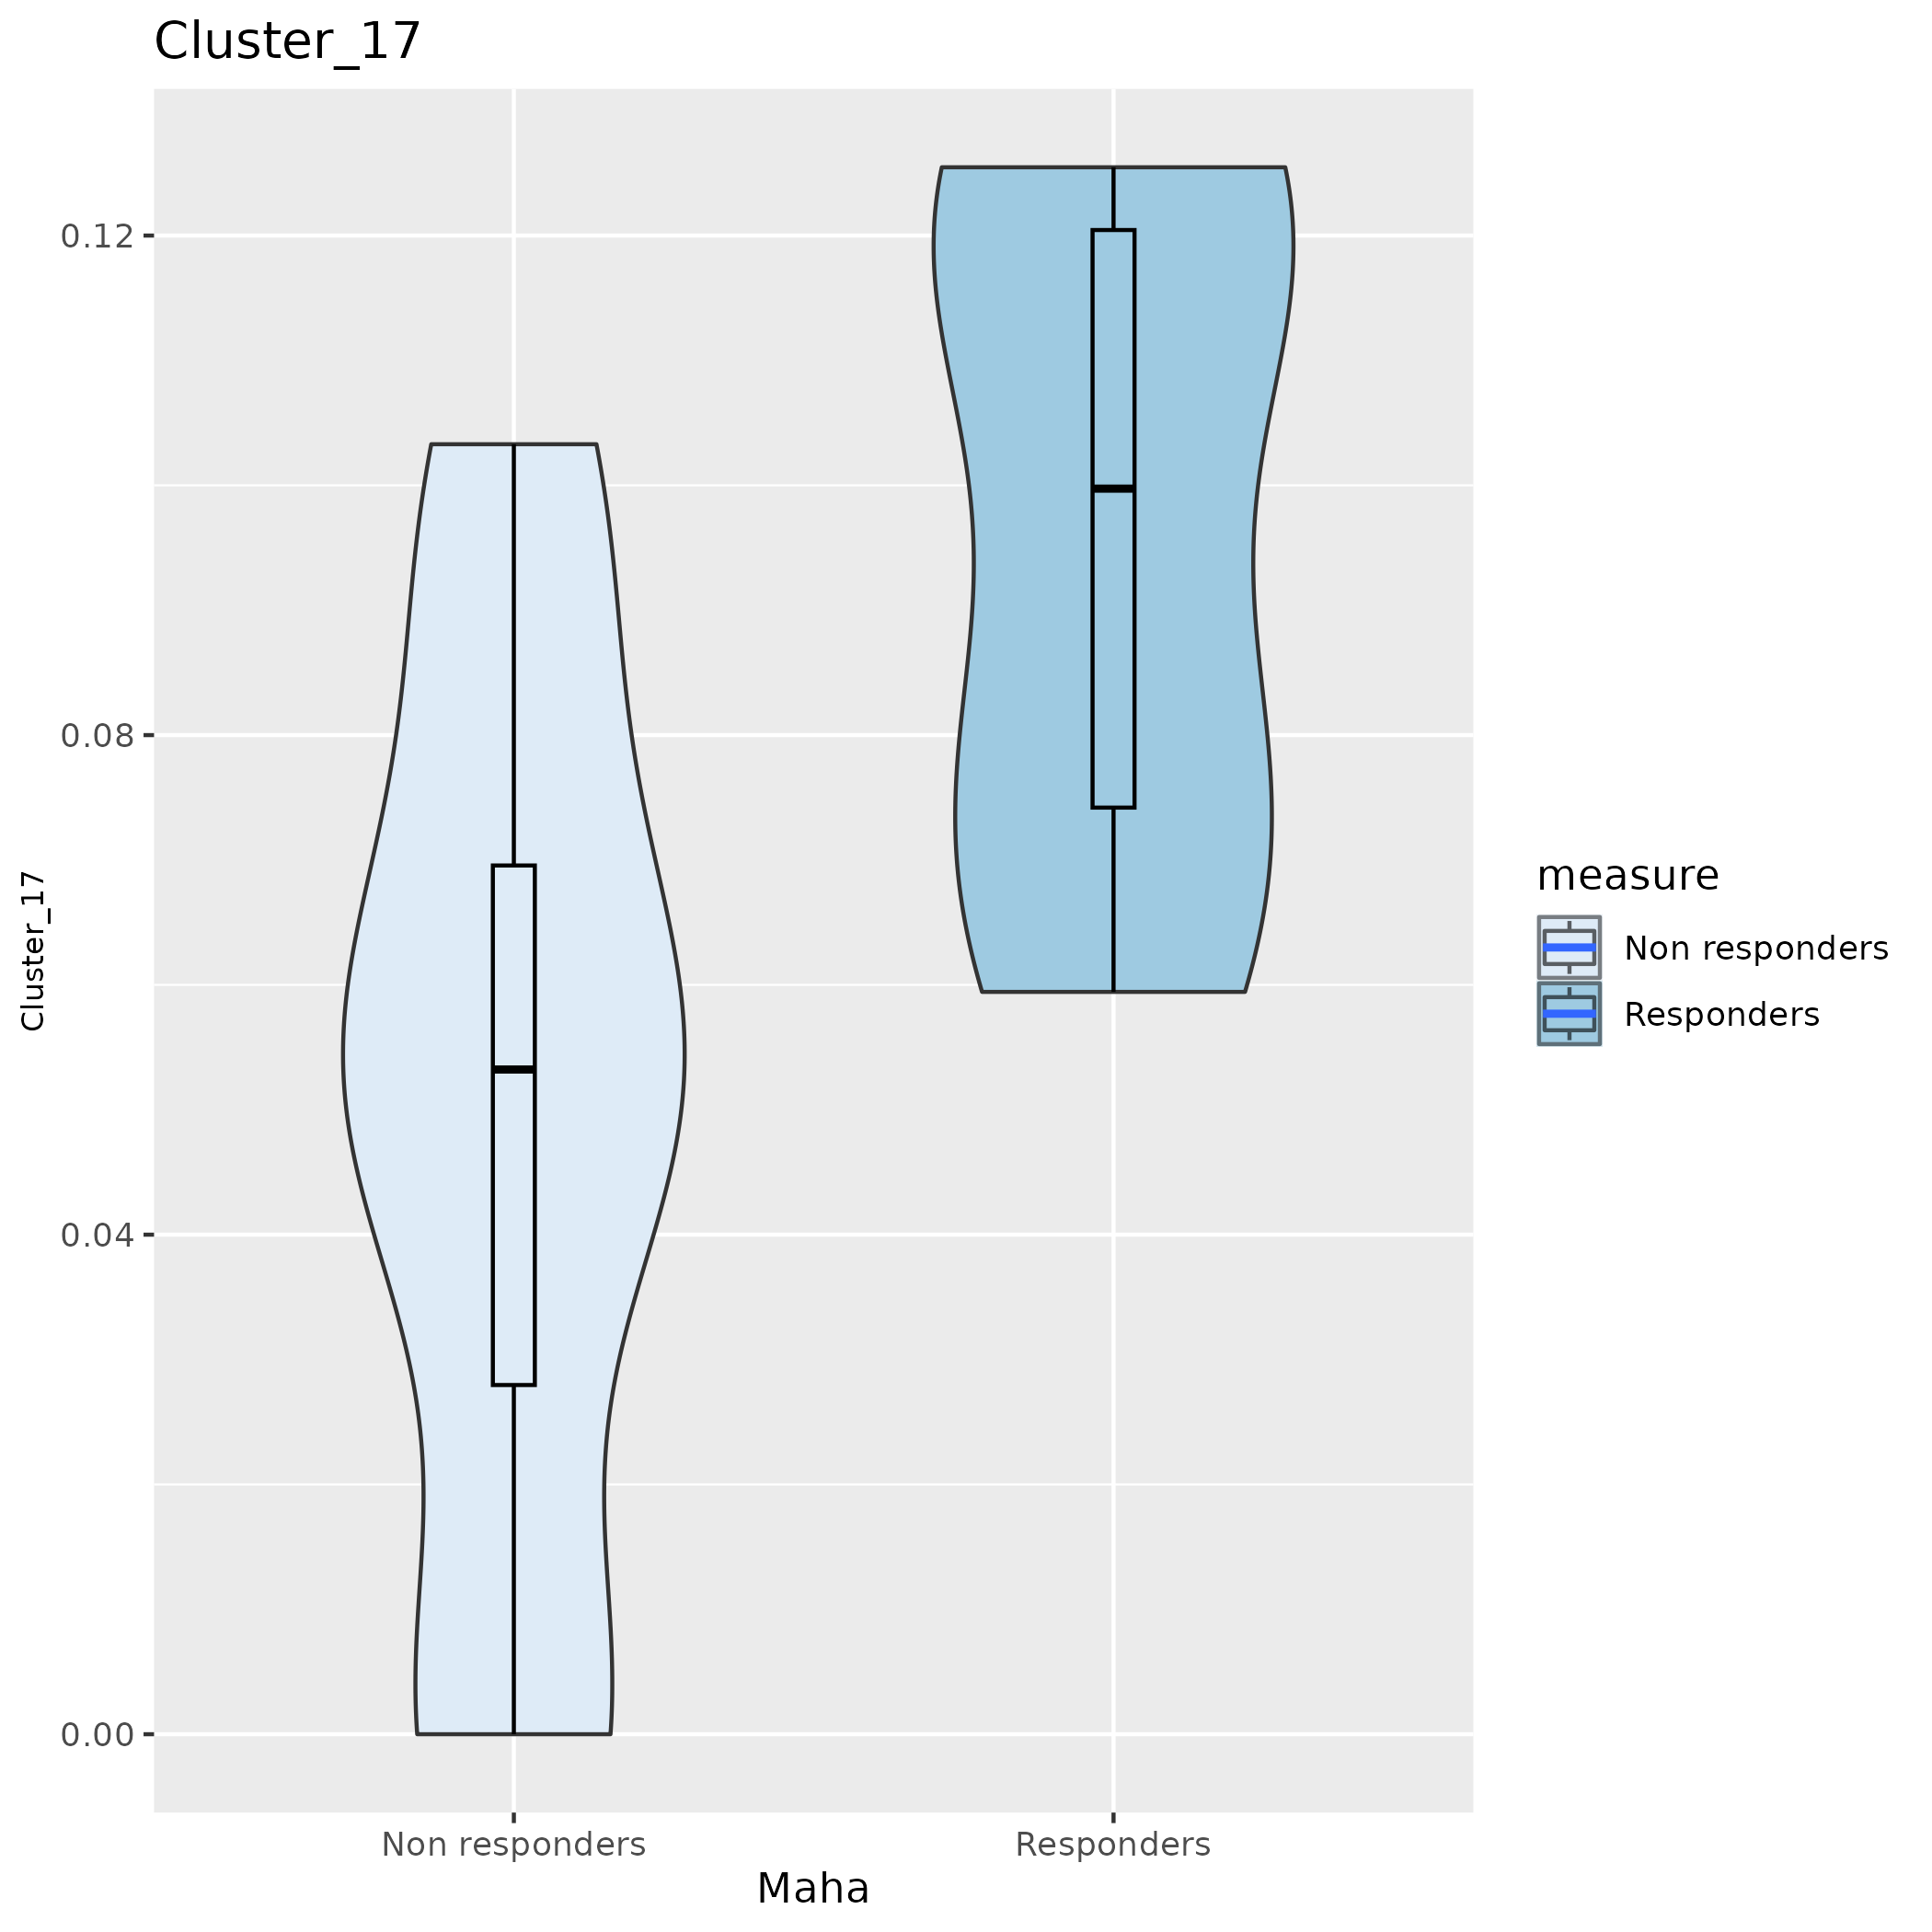 Cluster_17
0.12
0.08
0.04
0.00
Cluster_17
Non responders
Responders
Maha
measure
Non responders
Responders